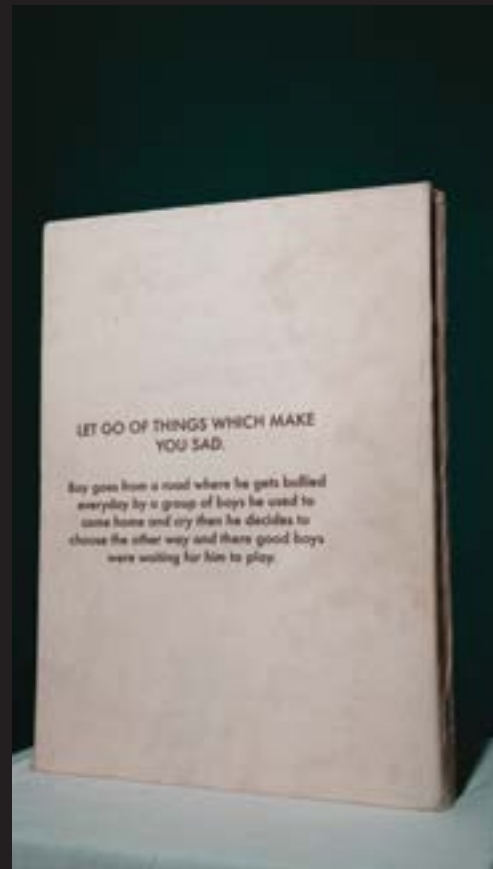 LET GO OF THINGS WHICH MAKE
YOU SAD.
Boy goes from a road where he gets bullied
everyday by a group of boys he used to
come home and cry then he decides to
choose the other way and there good boys
were waiting for him to play.